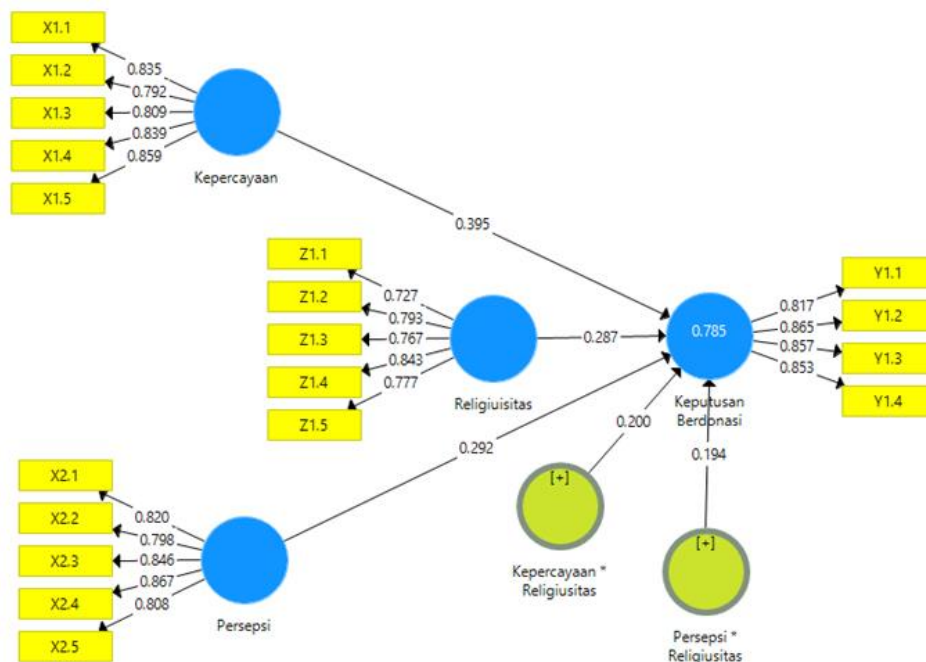 X1.1
X1.2
X1.3
X1.4
X1.5
0.835
0.792
0.809
0.839
0.859
Kepercayaan
0.395
Z1.1
Z1.2
Z1.3
Z1.4
Z1.5
0.727
0.793
0.767
0.843
0.777
Religiuisitas
0.287
0.785
Keputusan
Berdonasi
0.817
0.865
0.857
0.853
Y1.1
Y1.2
Y1.3
Y1.4
0.292
0.200
0.194
X2.1
X2.2
X2.3
X2.4
X2.5
0.820
0.798
0.846
0.867
0.808
Persepsi
[+]
Kepercayaan *
Religiusitas
[+]
Persepsi *
Religiusitas